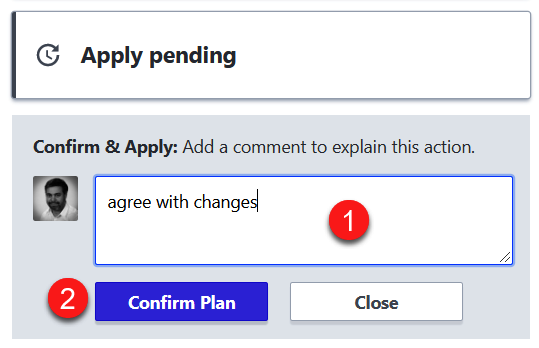 Apply pending
Confirm & Apply: Add a comment to explain this action.
agree with changes
1
2
Confirm Plan
Close